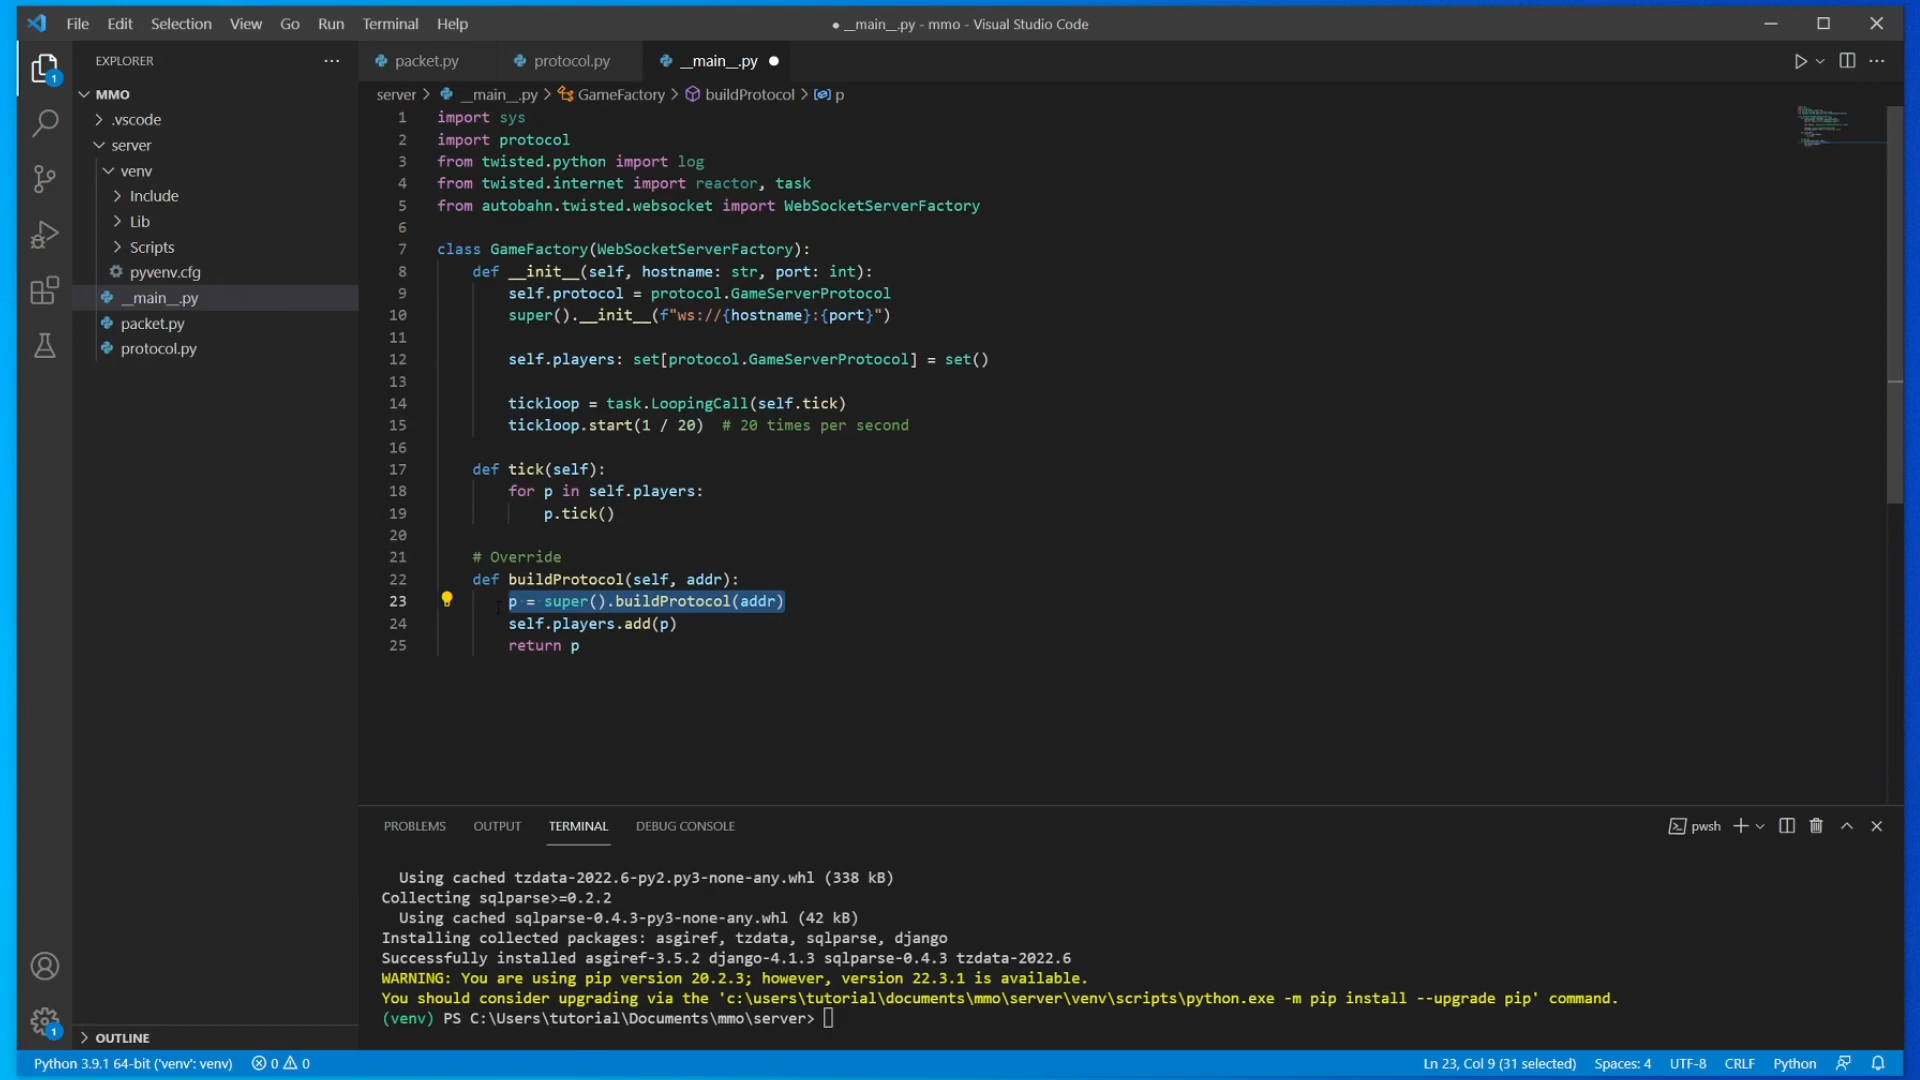 File Edit Selection View Go Run Terminal Help
● __main__.py - mmo - Visual Studio Code
EXPLORER
MMO
.vscode
server
venv
Include
Lib
Scripts
pyvenv.cfg
__main__.py
packet.py
protocol.py
OUTLINE
1
1
packet.py protocol.py __main__.py
server > __main__.py > GameFactory > buildProtocol > p
1 import sys
2 import protocol
3 from twisted.python import log
4 from twisted.internet import reactor, task
5 from autobahn.twisted.websocket import WebSocketServerFactory
6
7 class GameFactory(WebSocketServerFactory):
8 def __init__(self, hostname: str, port: int):
9 self.protocol = protocol.GameServerProtocol
10 super().__init__(f"ws://{hostname}:{port}")
11
12 self.players: set[protocol.GameServerProtocol] = set()
13
14 tickloop = task.LoopingCall(self.tick)
15 tickloop.start(1 / 20)  # 20 times per second
16
17 def tick(self):
18 for p in self.players:
19 p.tick()
20
21 # Override
22 def buildProtocol(self, addr):
23 p = super().buildProtocol(addr)
24 self.players.add(p)
25 return p
PROBLEMS OUTPUT TERMINAL DEBUG CONSOLE
pwsh
Using cached tzdata-2022.6-py2.py3-none-any.whl (338 kB)
Collecting sqlparse>=0.2.2
Using cached sqlparse-0.4.3-py3-none-any.whl (42 kB)
Installing collected packages: asgiref, tzdata, sqlparse, django
Successfully installed asgiref-3.5.2 django-4.1.3 sqlparse-0.4.3 tzdata-2022.6
WARNING: You are using pip version 20.2.3; however, version 22.3.1 is available.
You should consider upgrading via the 'c:\users\tutorial\documents\mmo\server\venv\scripts\python.exe -m pip install --upgrade pip' command.
(venv) PS C:\Users\tutorial\Documents\mmo\server>
Python 3.9.1 64-bit ('venv': venv) 0 0 Ln 23, Col 9 (31 selected) Spaces: 4 UTF-8 CRLF Python